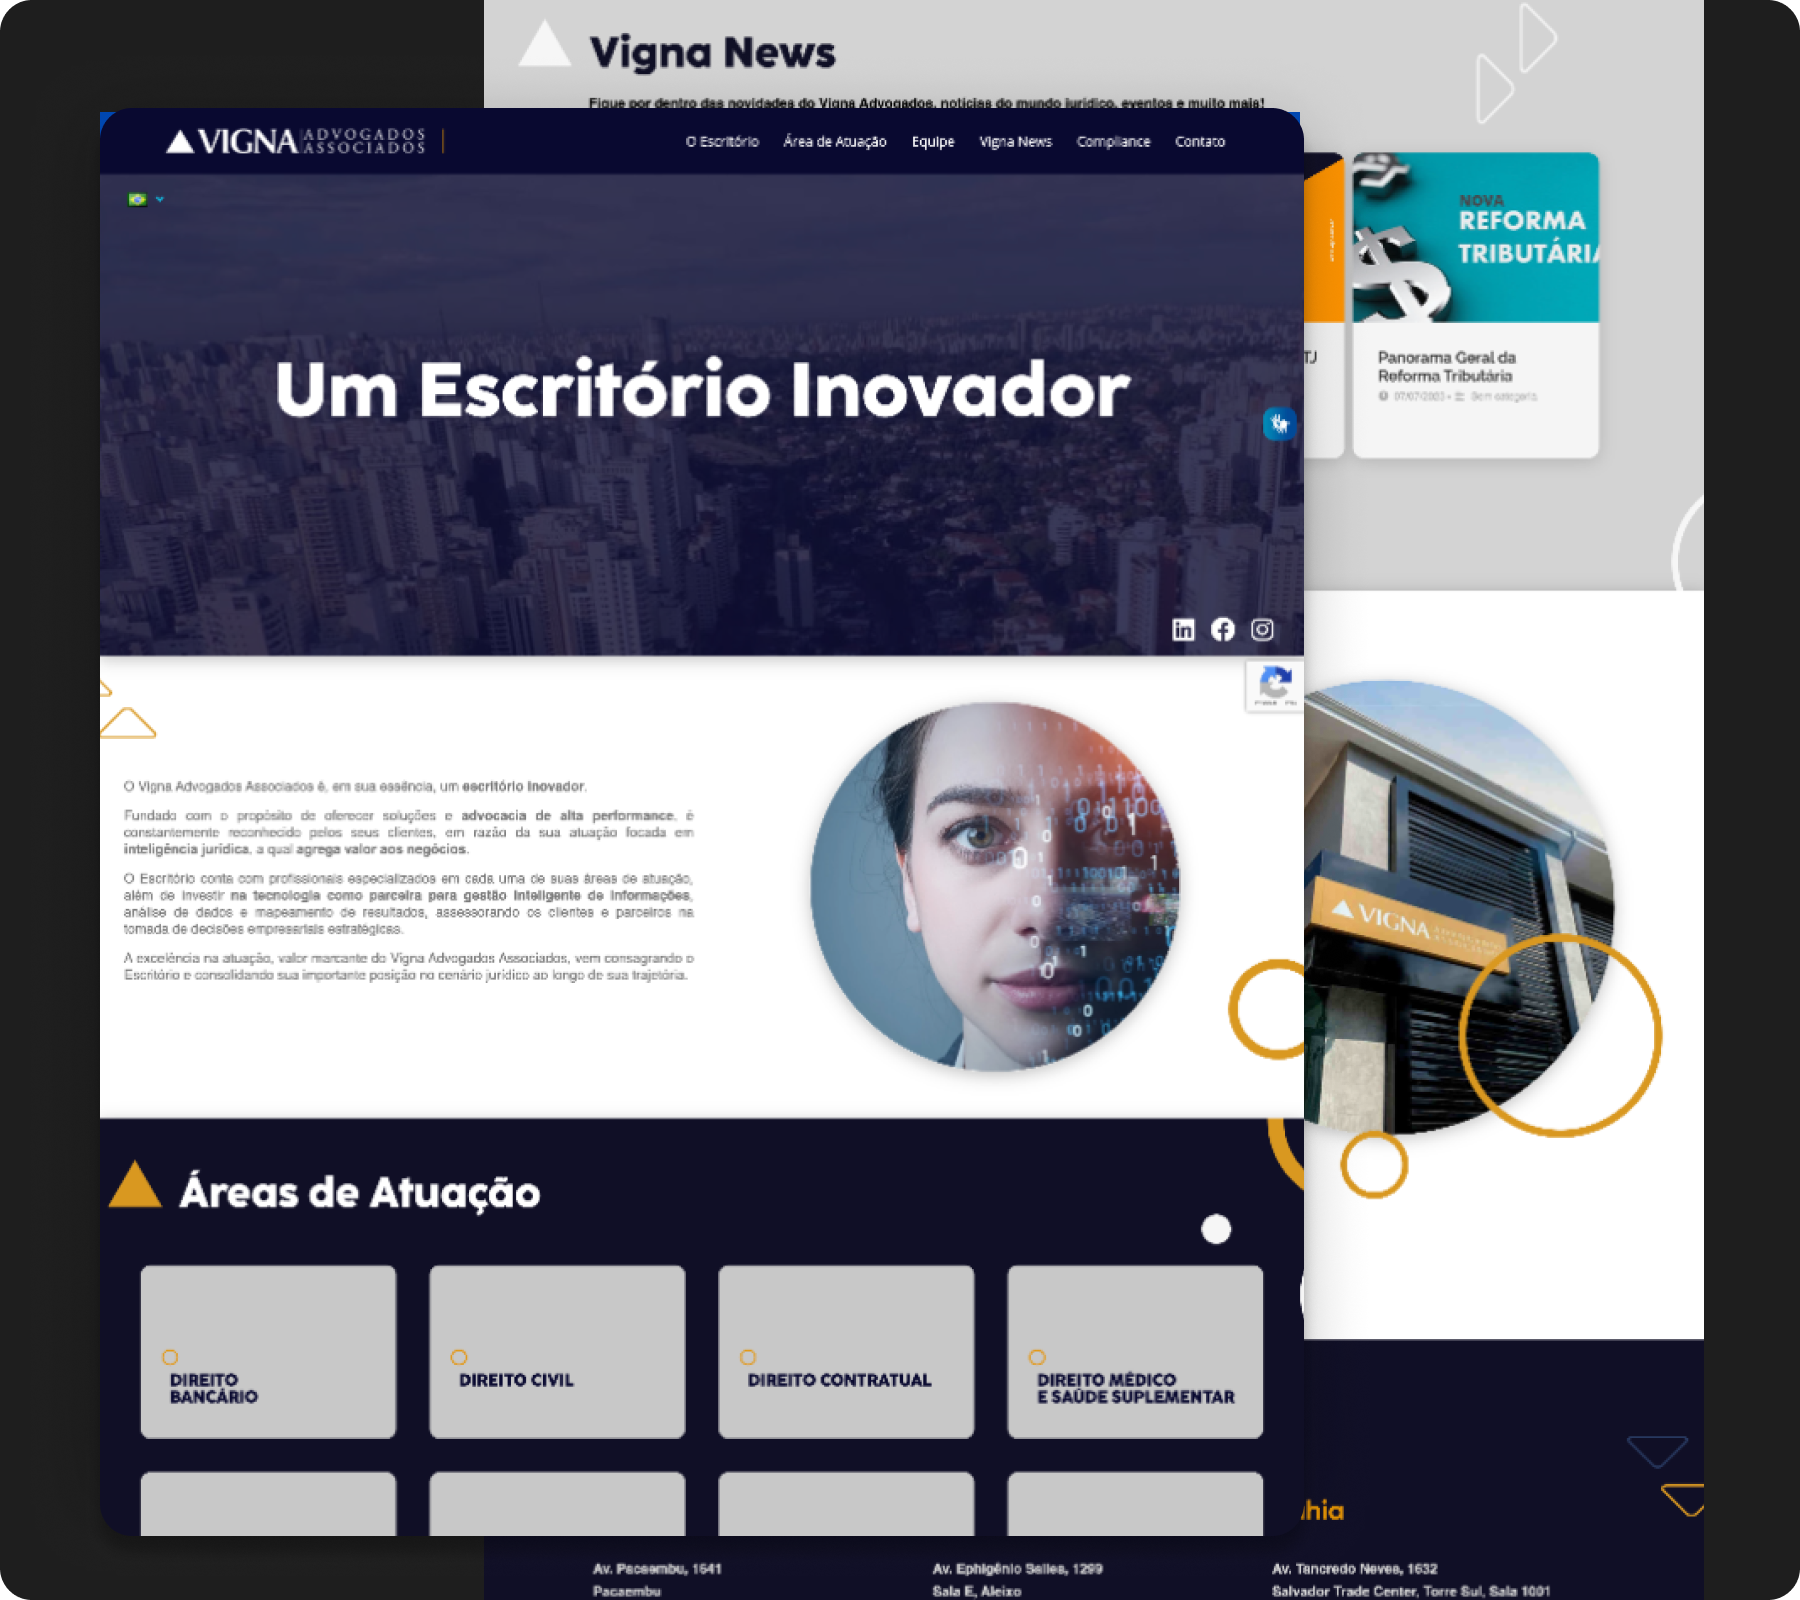 Vigna News
Fique por dentro das novidades do Vigna Advogados, notícias do mundo jurídico, eventos e muito mais!
VIGNA ADVOGADOS
ASSOCIADOS
O Escritório Área de Atuação Equipe Vigna News Compliance Contato
Um Escritório Inovador
NOVA
REFORMA
TRIBUTÁRIA
TJ
Panorama Geral da
Reforma Tributária
07/07/2023 • Sem categoria
O Vigna Advogados Associados é, em sua essência, um escritório inovador.
Fundado com o propósito de oferecer soluções e advocacia de alta performance, é
constantemente reconhecido pelos seus clientes, em razão da sua atuação focada em
inteligência jurídica, a qual agrega valor aos negócios.
O Escritório conta com profissionais especializados em cada uma de suas áreas de atuação,
além de investir na tecnologia como parceira para gestão inteligente de informações,
análise de dados e mapeamento de resultados, assessorando os clientes e parceiros na
tomada de decisões empresariais estratégicas.
A excelência na atuação, valor marcante do Vigna Advogados Associados, vem consagrando o
Escritório e consolidando sua importante posição no cenário jurídico ao longo de sua trajetória.
VIGNA ADVOGADOS
ASSOCIADOS
Áreas de Atuação
DIREITO
BANCÁRIO
DIREITO CIVIL
DIREITO CONTRATUAL
DIREITO MÉDICO
E SAÚDE SUPLEMENTAR
hia
Av. Pacaembu, 1641
Pacaembu
Av. Ephigênio Salles, 1299
Sala E, Aleixo
Av. Tancredo Neves, 1632
Salvador Trade Center, Torre Sul, Sala 1001